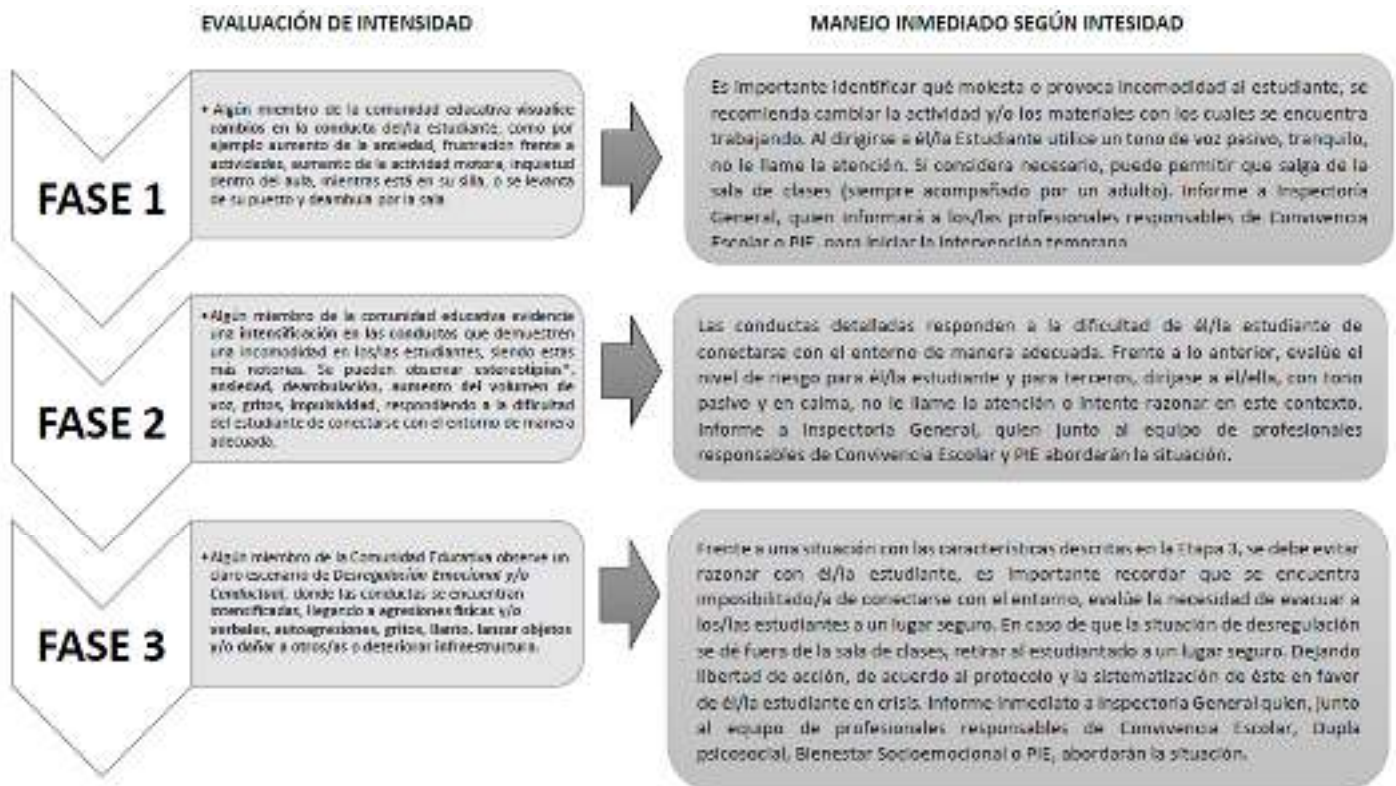 EVALUACIÓN DE INTENSIDAD
MANEJO INMEDIADO SEGÚN INTESIDAD
FASE 1
• Algún miembro de la comunidad educativa visualice
cambios en la conducta del/la estudiante, como por
ejemplo aumento de la ansiedad, frustración frente a
actividades, aumento de la actividad motora, inquietud
dentro del aula, mientras está en su silla, o se levanta
de su puesto y deambula por la sala.
Es importante identificar qué molesta o provoca incomodidad al estudiante, se
recomienda cambiar la actividad y/o los materiales con los cuales se encuentra
trabajando. Al dirigirse a él/la Estudiante utilice un tono de voz pasivo, tranquilo,
no le llame la atención. Si considera necesario, puede permitir que salga de la
sala de clases (siempre acompañado por un adulto). Informe a Inspectoría
General, quien informará a los/las profesionales responsables de Convivencia
Escolar o PIE, para iniciar la intervención temprana
FASE 2
• Algún miembro de la comunidad educativa evidencie
una intensificación en las conductas que demuestren
una incomodidad en los/las estudiantes, siendo estas
más notorias. Se pueden observar estereotipias*,
ansiedad, deambulación, aumento del volumen de
voz, gritos, impulsividad, respondiendo a la dificultad
del estudiante de conectarse con el entorno de manera
adecuada.
Las conductas detalladas responden a la dificultad de él/la estudiante de
conectarse con el entorno de manera adecuada. Frente a lo anterior, evalúe el
nivel de riesgo para él/la estudiante y para terceros, diríjase a él/ella, con tono
pasivo y en calma, no le llame la atención o intente razonar en este contexto.
Informe a Inspectoría General, quien junto al equipo de profesionales
responsables de Convivencia Escolar y PIE abordarán la situación.
FASE 3
• Algún miembro de la Comunidad Educativa observe un
claro escenario de Desregulación Emocional y/o
Conductual, donde las conductas se encuentran
intensificadas, llegando a agresiones físicas y/o
verbales, autoagresiones, gritos, llanto, lanzar objetos
y/o dañar a otros/as o deteriorar infraestructura.
Frente a una situación con las características descritas en la Etapa 3, se debe evitar
razonar con él/la estudiante, es importante recordar que se encuentra
imposibilitado/a de conectarse con el entorno, evalúe la necesidad de evacuar a
los/las estudiantes a un lugar seguro. En caso de que la situación de desregulación
se dé fuera de la sala de clases, retirar al estudiantado a un lugar seguro. Dejando
libertad de acción, de acuerdo al protocolo y la sistematización de éste en favor
de él/la estudiante en crisis. Informe inmediato a Inspectoría General quien, junto
al equipo de profesionales responsables de Convivencia Escolar, Dupla
psicosocial, Bienestar Socioemocional o PIE, abordarán la situación.